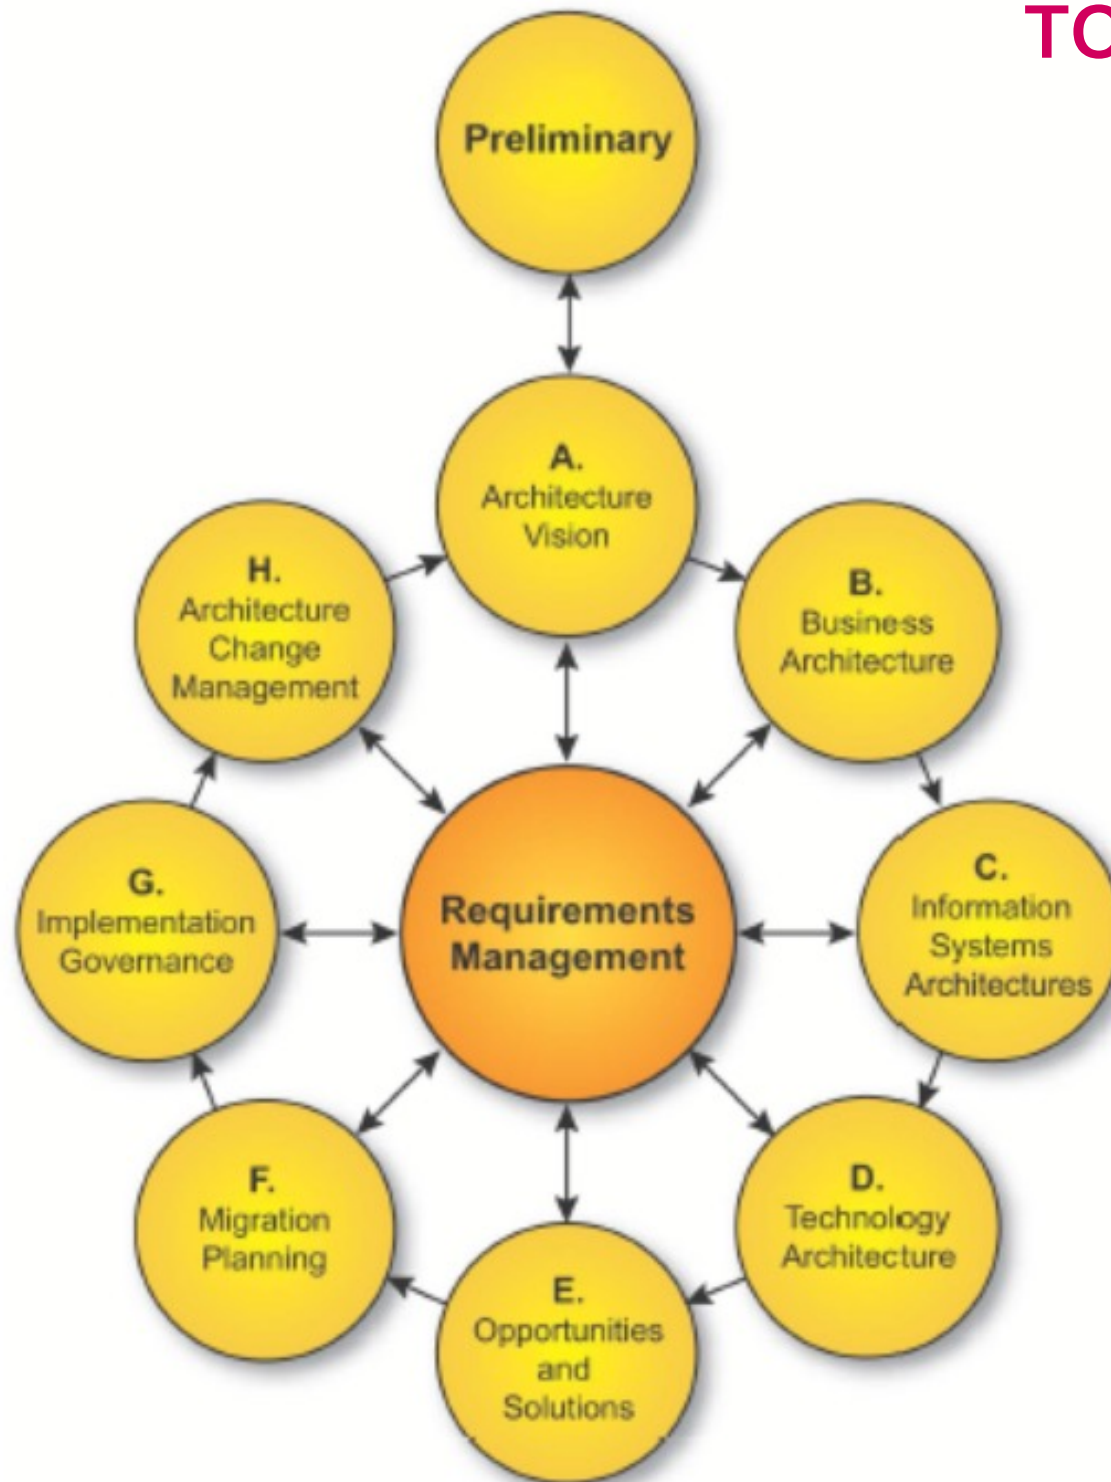 TO
Preliminary
A.
Architecture
Vision
H.
Architecture
Change
Management
B.
Business
Architecture
G.
Implementation
Governance
Requirements
Management
C.
Information
Systems
Architectures
F.
Migration
Planning
D.
Technology
Architecture
E.
Opportunities
and
Solutions